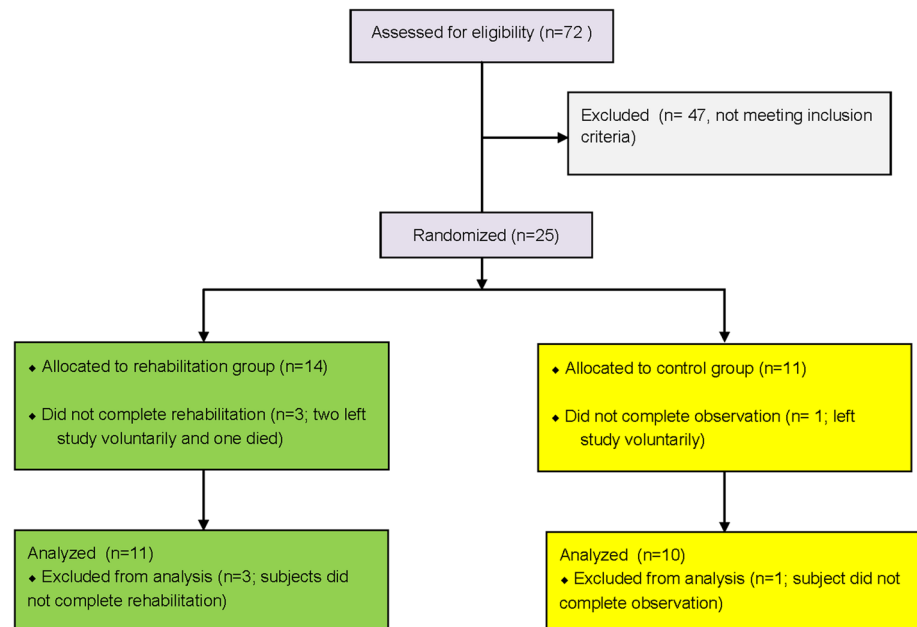 Assessed for eligibility (n=72 )
Excluded (n= 47, not meeting inclusion
criteria)
Randomized (n=25)
◆ Allocated to rehabilitation group (n=14)
◆ Did not complete rehabilitation (n=3; two left
study voluntarily and one died)
◆ Allocated to control group (n=11)
◆ Did not complete observation (n= 1; left
study voluntarily)
Analyzed (n=11)
◆ Excluded from analysis (n=3; subjects did
not complete rehabilitation)
Analyzed (n=10)
◆ Excluded from analysis (n=1; subject did not
complete observation)